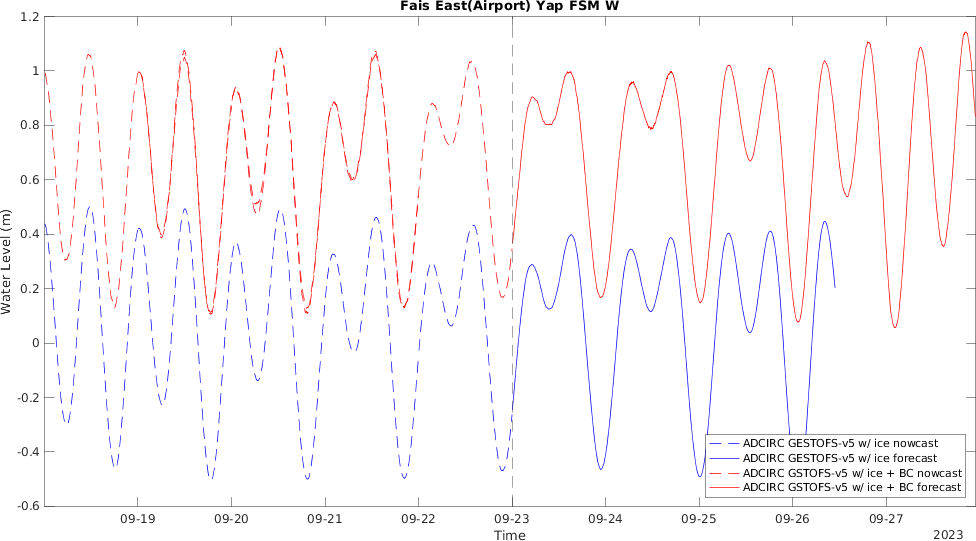 Fais East(Airport) Yap FSM W
1.2
1
0.8
0.6
0.4
0.2
0
-0.2
-0.4
-0.6
Water Level (m)
ADCIRC GESTOFS-v5 w/ ice nowcast
ADCIRC GESTOFS-v5 w/ ice forecast
ADCIRC GSTOFS-v5 w/ ice + BC nowcast
ADCIRC GSTOFS-v5 w/ ice + BC forecast
09-19 09-20 09-21 09-22 09-23 09-24 09-25 09-26 09-27
Time
2023